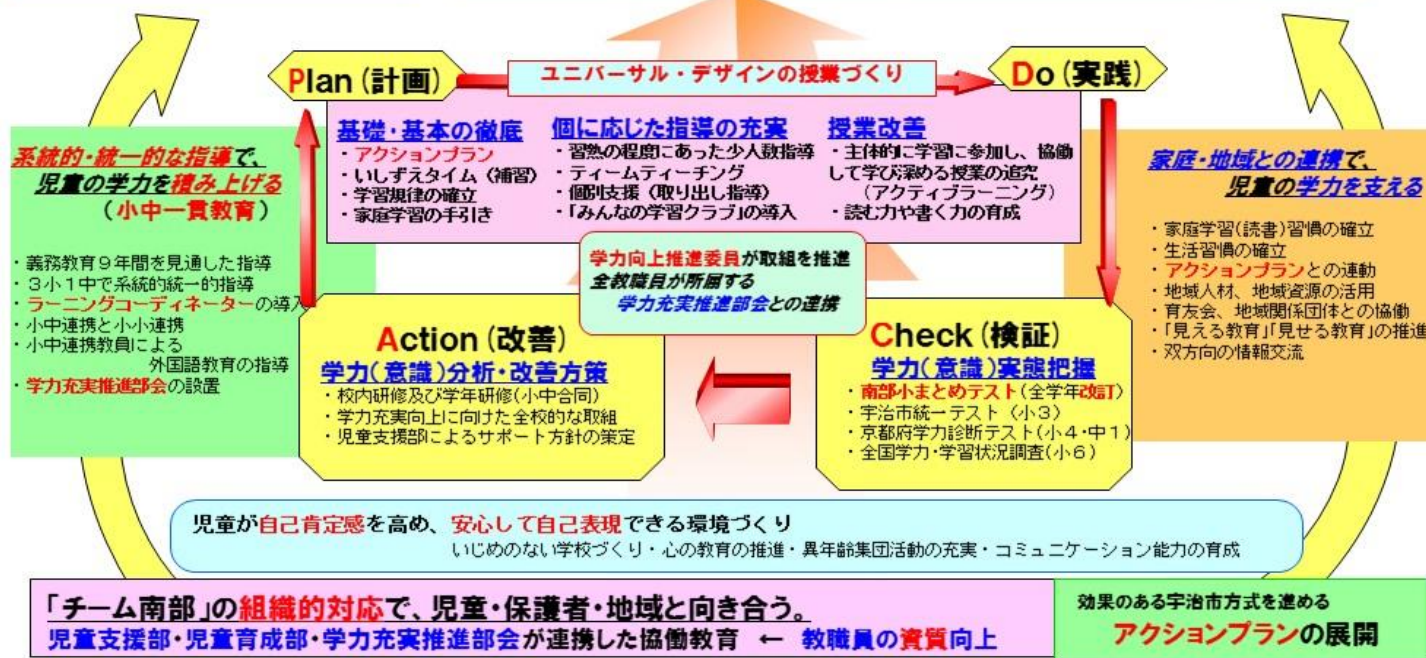 Plan(計画)
ユニバーサル・デザインの授業づくり
Do(実践)
基礎・基本の徹底
・アクションプラン
・いしずえタイム(補習)
・学習規律の確立
・家庭学習の手引き
個に応じた指導の充実
・習熟の程度にあった少人数指導
・ティームティーチング
・個別支援(取り出し指導)
・「みんなの学習クラブ」の導入
授業改善
・主体的に学習に参加し、協働
して学び深める授業の追究
(アクティブラーニング)
・読む力や書く力の育成
系統的・統一的な指導で、
児童の学力を積み上げる
(小中一貫教育)
・義務教育9年間を見通した指導
・3小1中で系統的統一的指導
・ラーニングコーディネーターの導入
・小中連携と小小連携
・小中連携教員による
外国語教育の指導
・学力充実推進部会の設置
家庭・地域との連携で、
児童の学力を支える
・家庭学習(読書)習慣の確立
・生活習慣の確立
・アクションプランとの連動
・地域人材、地域資源の活用
・育友会、地域関係団体との協働
・「見える教育」「見せる教育」の推進
・双方向の情報交流
学力向上推進委員が取組を推進
全教職員が所属する
学力充実推進部会との連携
Action(改善)
学力(意識)分析・改善方策
・校内研修及び学年研修(小中合同)
・学力充実向上に向けた全校的な取組
・児童支援部によるサポート方針の策定
Check(検証)
学力(意識)実態把握
・南部小まとめテスト(全学年改訂)
・宇治市統一テスト(小3)
・京都府学力診断テスト(小4・中1)
・全国学力・学習状況調査(小6)
児童が自己肯定感を高め、安心して自己表現できる環境づくり
いじめのない学校づくり・心の教育の推進・異年齢集団活動の充実・コミュニケーション能力の育成
「チーム南部」の組織的対応で、児童・保護者・地域と向き合う。
児童支援部・児童育成部・学力充実推進部会が連携した協働教育 ← 教職員の資質向上
効果のある宇治市方式を進める
アクションプランの展開